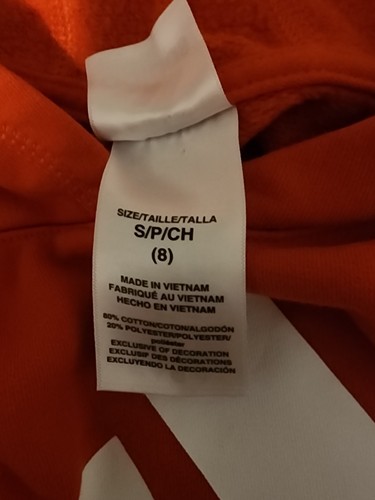 SIZE/TAILLE/TALLA
S/P/CH
(8)
MADE IN VIETNAM
FABRIQUÉ AU VIETNAM
HECHO EN VIETNAM
80% COTTON/COTON/ALGODÓN
20% POLYESTER/POLYESTER/
poliéster
EXCLUSIVE OF DECORATION
EXCLUSIF DES DÉCORATIONS
EXCLUYENDO LA DECORACIÓN